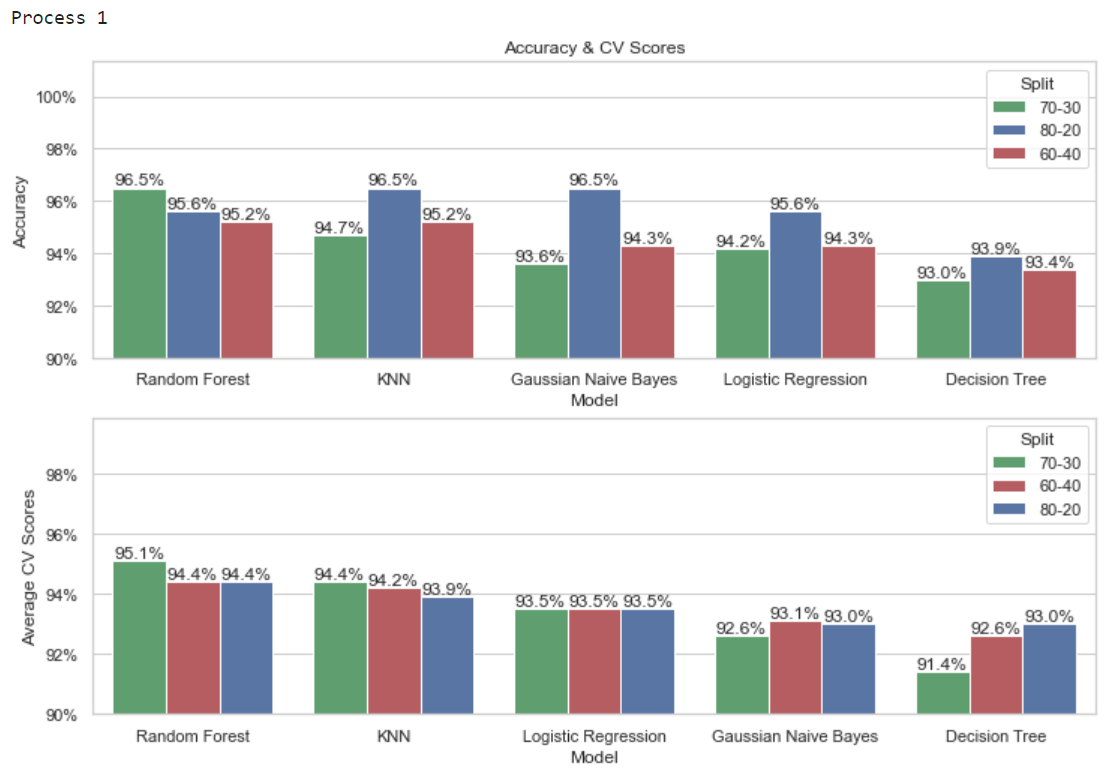 Process 1
Accuracy & CV Scores
Accuracy
100%
98%
96%
94%
92%
90%
Split
70-30
80-20
60-40
96.5% 95.6% 95.2% 94.7% 96.5% 95.2% 93.6% 96.5% 94.3% 94.2% 95.6% 94.3% 93.0% 93.9% 93.4%
Random Forest KNN Gaussian Naive Bayes Logistic Regression Decision Tree
Model
Average CV Scores
98%
96%
94%
92%
90%
Split
70-30
60-40
80-20
95.1% 94.4% 94.4% 94.4% 94.2% 93.9% 93.5% 93.5% 93.5% 92.6% 93.1% 93.0% 91.4% 92.6% 93.0%
Random Forest KNN Logistic Regression Gaussian Naive Bayes Decision Tree
Model